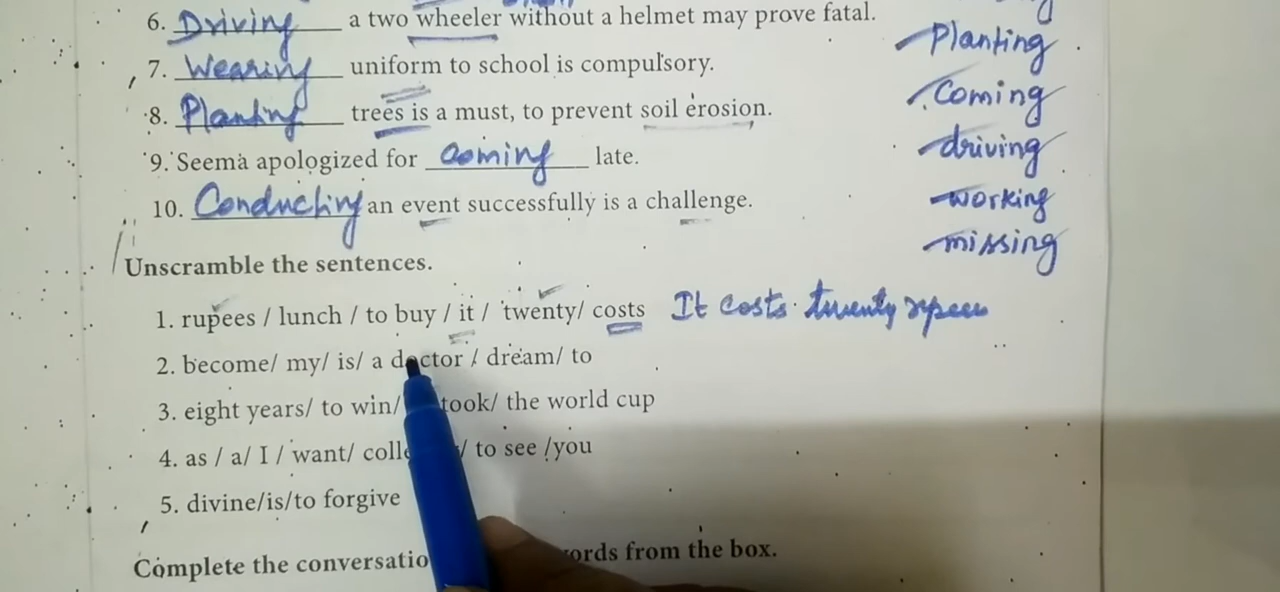 6. Driving a two wheeler without a helmet may prove fatal.
7. Wearing uniform to school is compulsory.
8. Planting trees is a must, to prevent soil erosion.
9. Seema apologized for coming late.
10. Conducting an event successfully is a challenge.
Planting
Coming
driving
working
missing
Unscramble the sentences.
1. rupees / lunch / to buy / it / twenty/ costs It costs twenty rupees
2. become/ my/ is/ a doctor / dream/ to
3. eight years/ to win/ took/ the world cup
4. as / a/ I / want/ / to see /you
5. divine/is/to forgive
Complete the from the box.